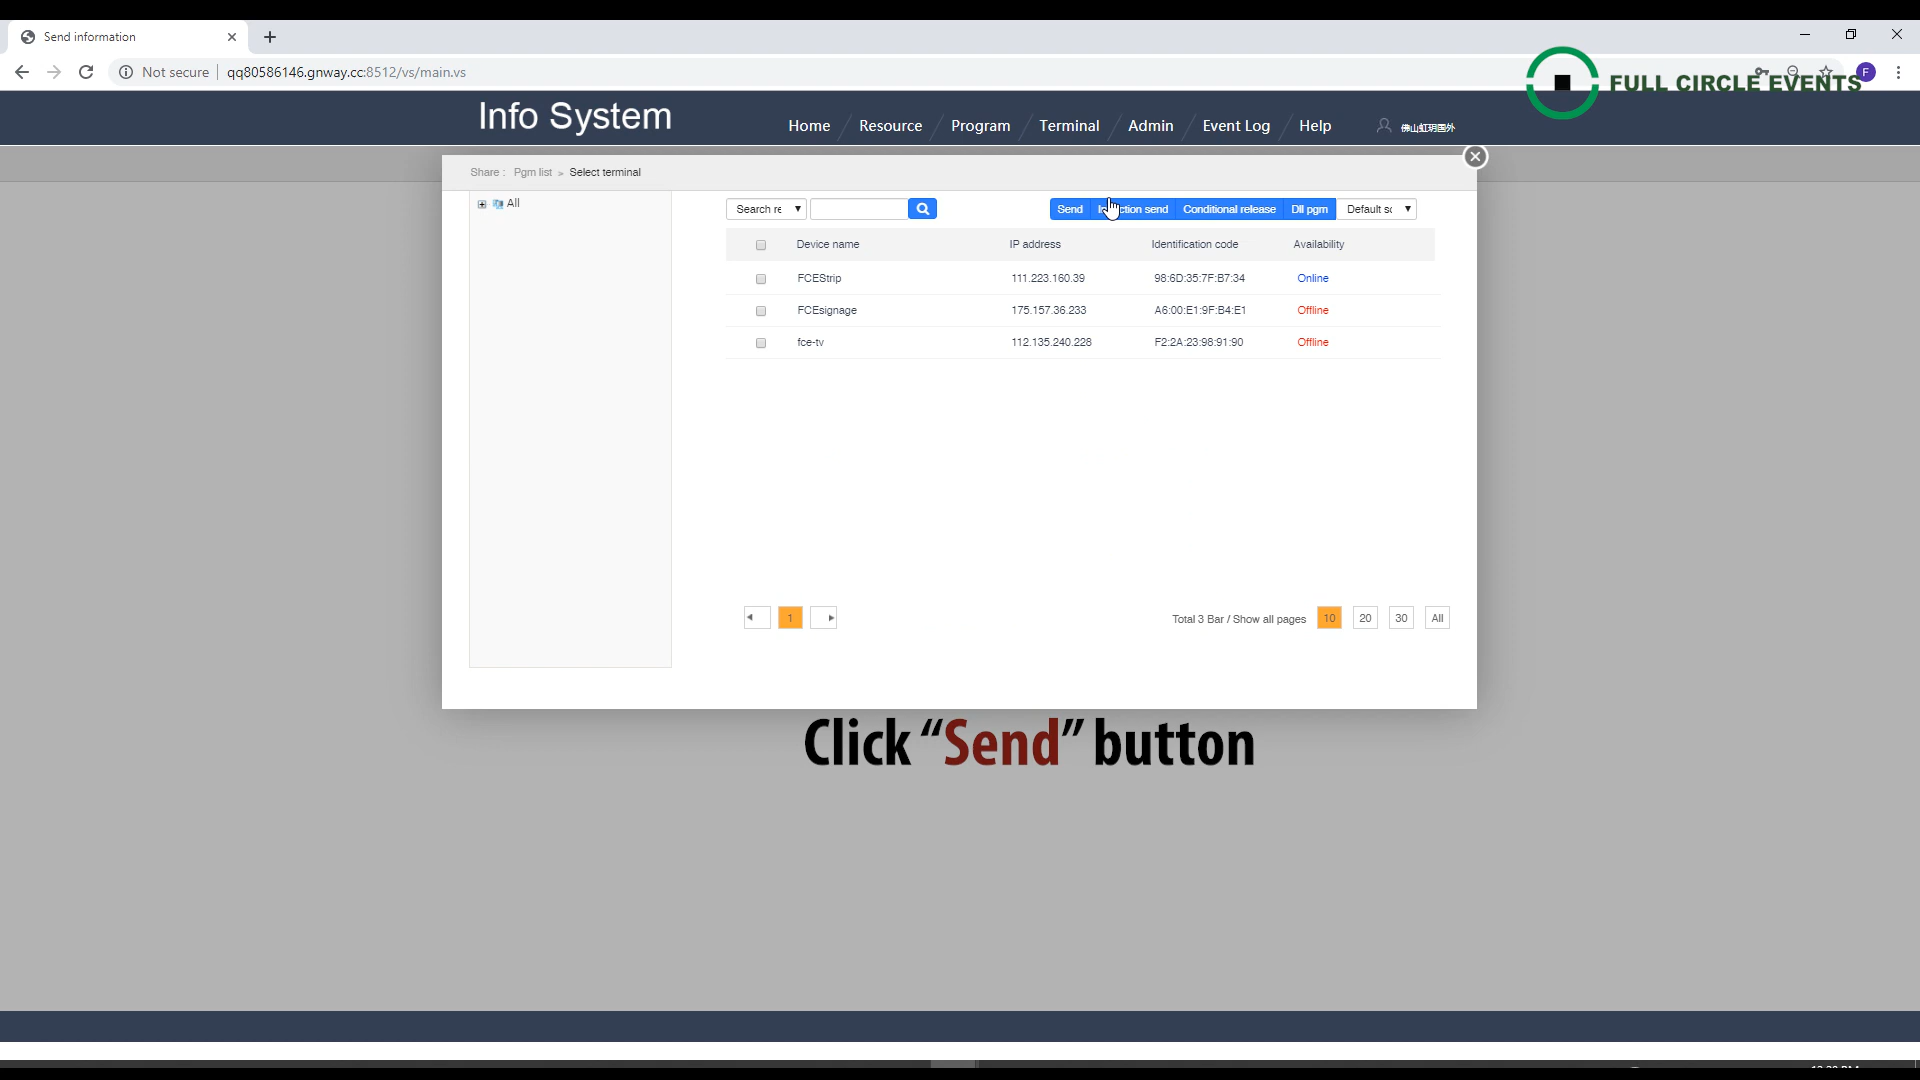 Send information
Not secure qq80586146.gnway.cc:8512/vs/main.vs
F
FULL CIRCLE EVENTS
Info System
Home Resource Program Terminal Admin Event Log Help 佛山虹玥国外
Share : Pgm list » Select terminal
All
Search re Send Conditional release Dll pgm Default sc
Device name IP address Identification code Availability
FCEStrip 111.223.160.39 98:6D:35:7F:B7:34 Online
FCEsignage 175.157.36.233 A6:00:E1:9F:B4:E1 Offline
fce-tv 112.135.240.228 F2:2A:23:98:91:90 Offline
1 Total 3 Bar / Show all pages 10 20 30 All
Click “Send” button